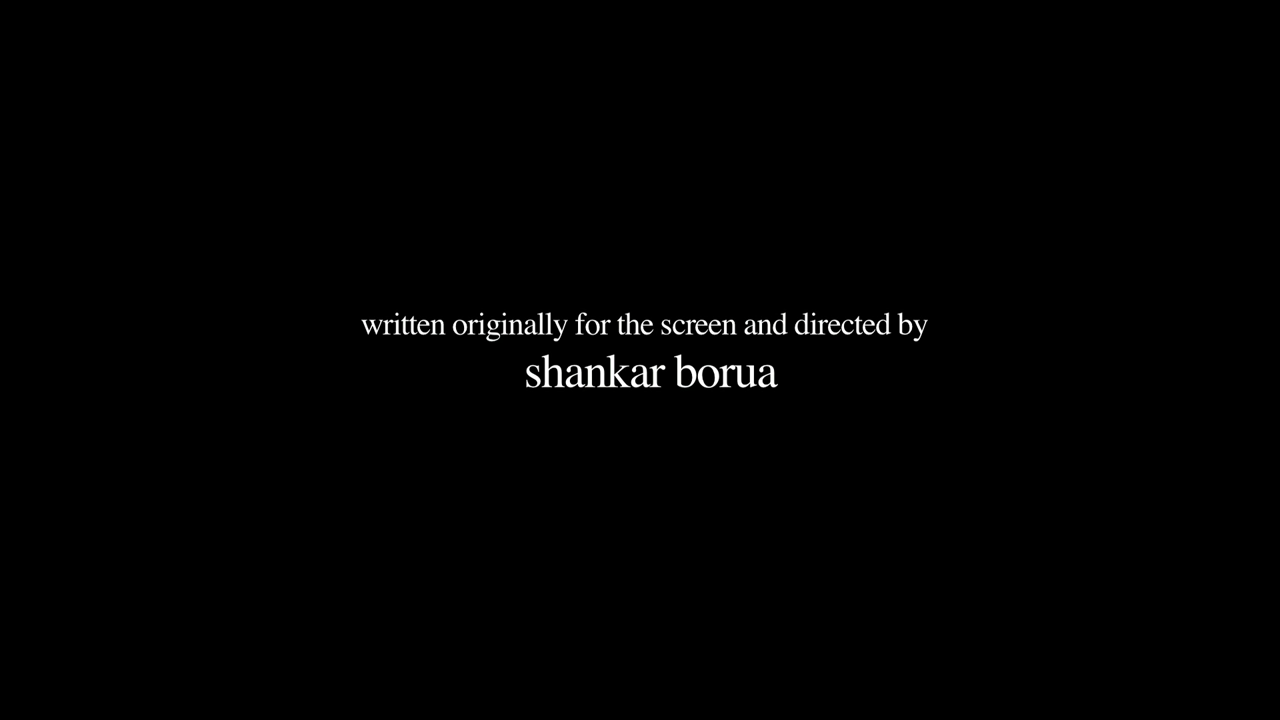 written originally for the screen and directed by
shankar borua